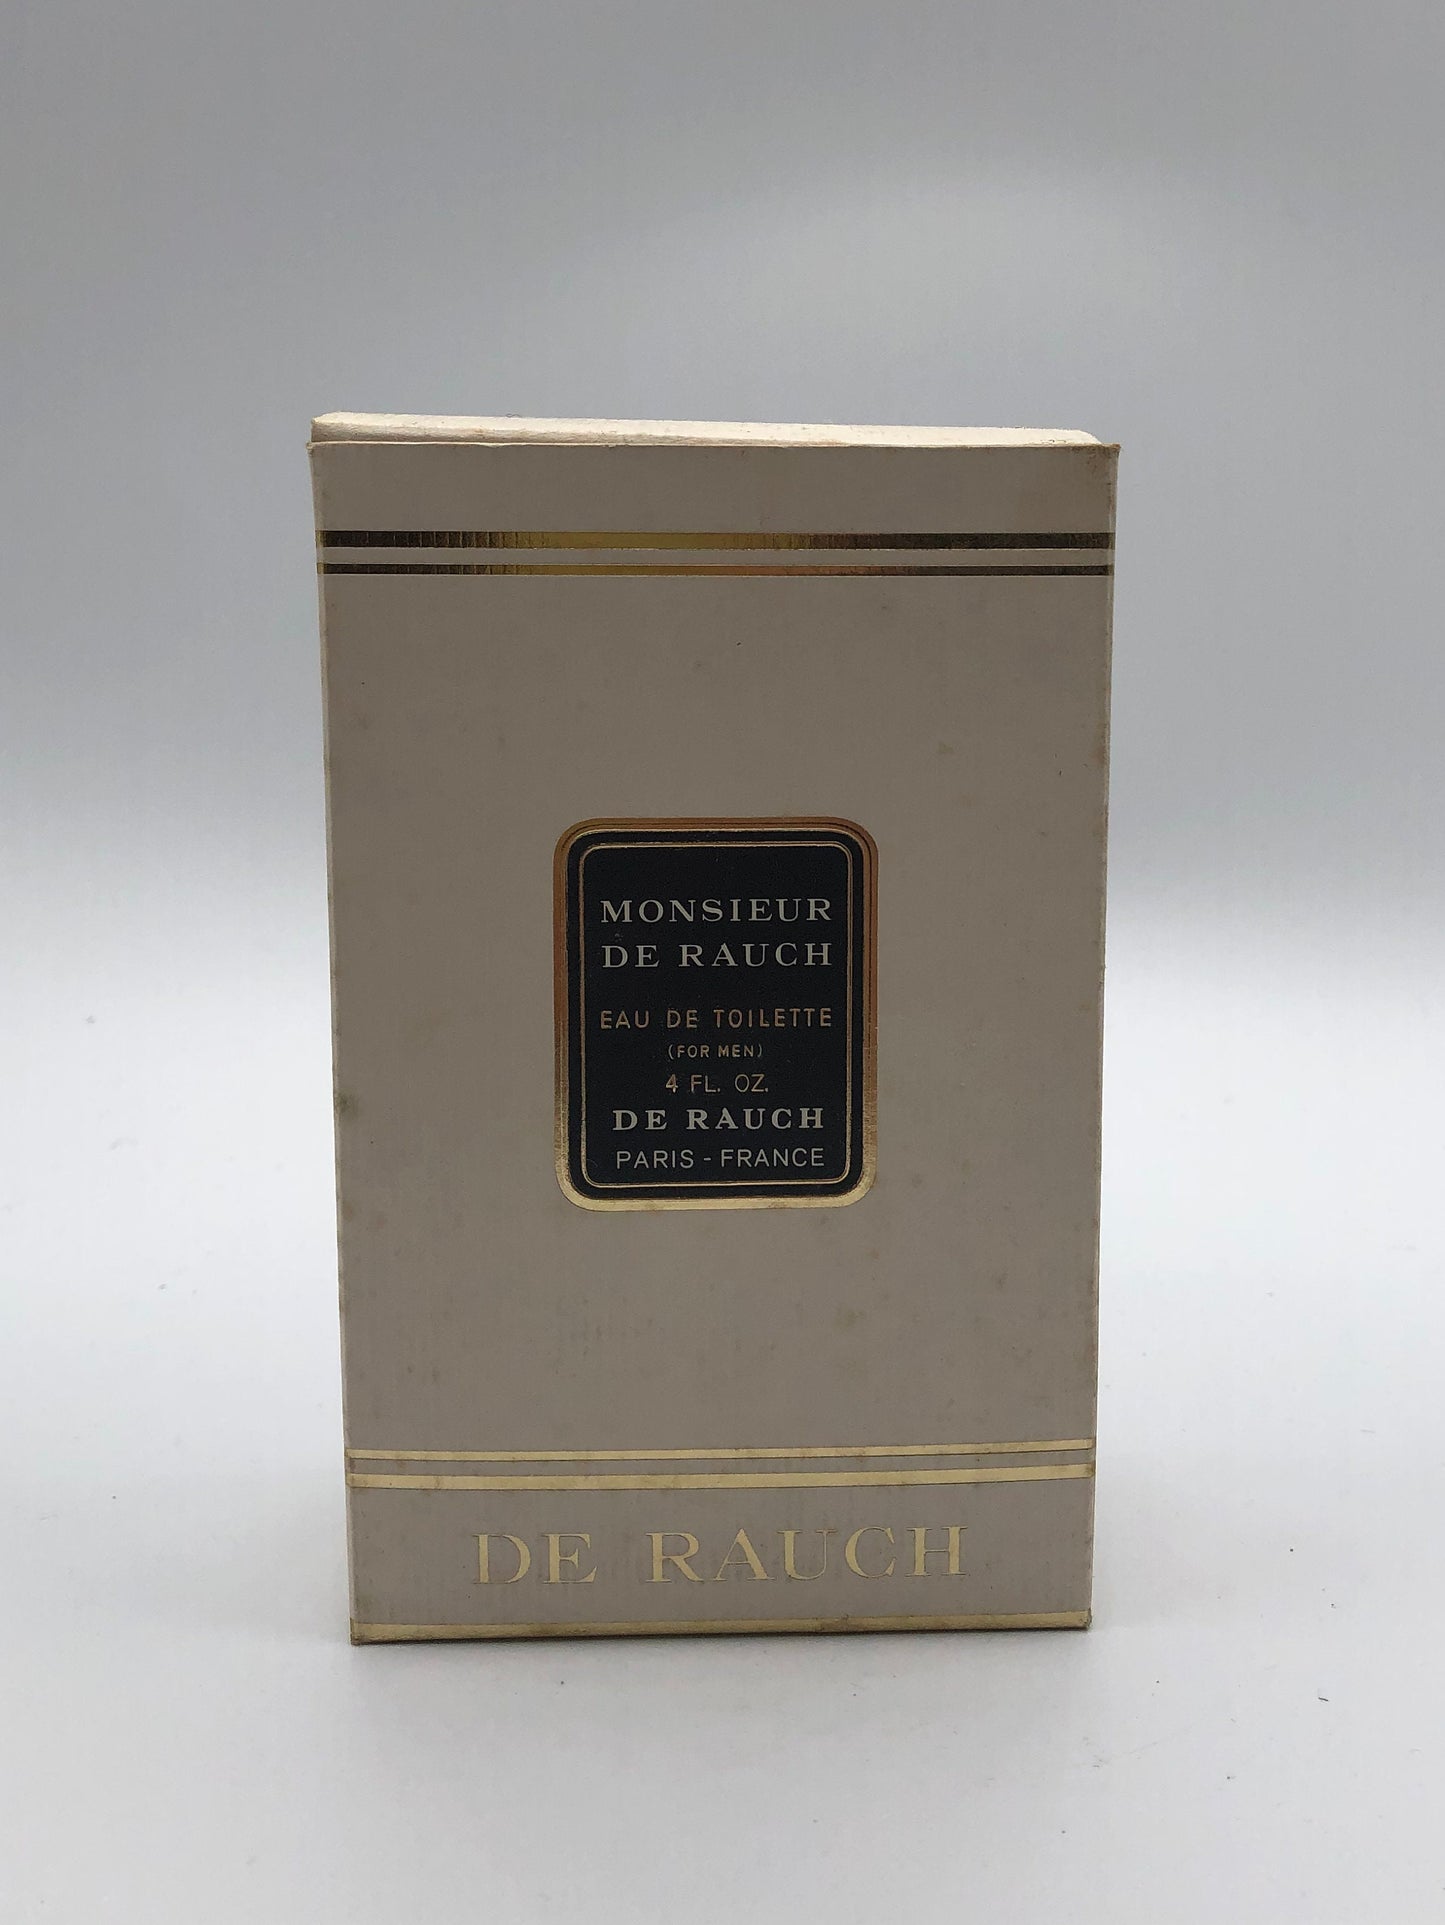 MONSIEUR
DE RAUCH
EAU DE TOILETTE
(FOR MEN)
4 FL. OZ.
DE RAUCH
PARIS - FRANCE
DE RAUCH